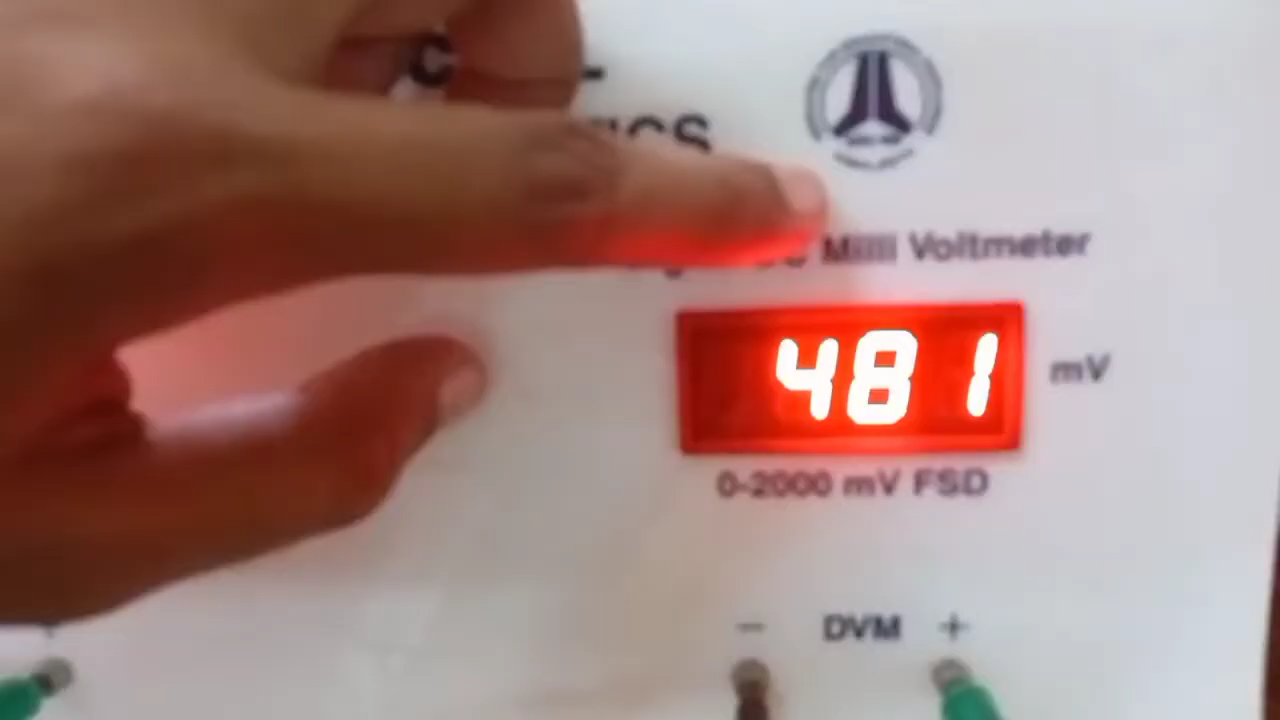 Milli Voltmeter
481
mV
0-2000 mV FSD
- DVM +